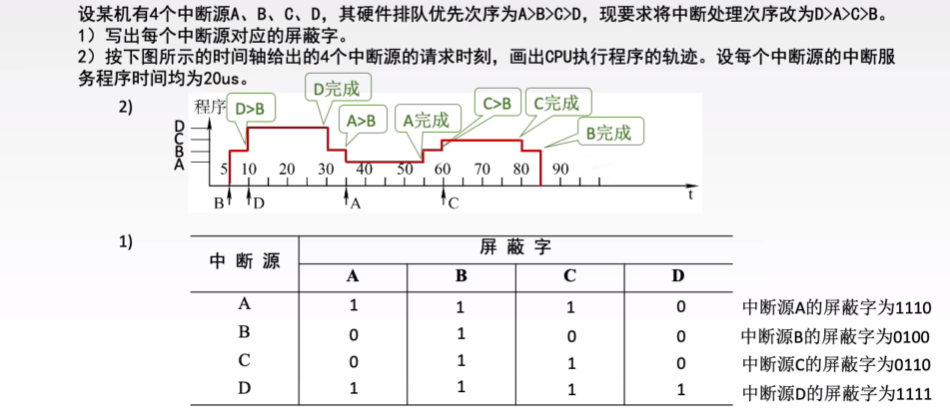 设某机有4个中断源A、B、C、D，其硬件排队优先次序为A>B>C>D，现要求将中断处理次序改为D>A>C>B。
1）写出每个中断源对应的屏蔽字。
2）按下图所示的时间轴给出的4个中断源的请求时刻，画出CPU执行程序的轨迹。设每个中断源的中断服
务程序时间均为20us。
2)
程序
D>B
D完成
A>B
A完成
C>B
C完成
B完成
D
C
B
A
5 10 20 30 40 50 60 70 80 90
t
B D A C
1)
中断源 屏蔽字
A B C D
A 1 1 1 0 中断源A的屏蔽字为1110
B 0 1 0 0 中断源B的屏蔽字为0100
C 0 1 1 0 中断源C的屏蔽字为0110
D 1 1 1 1 中断源D的屏蔽字为1111